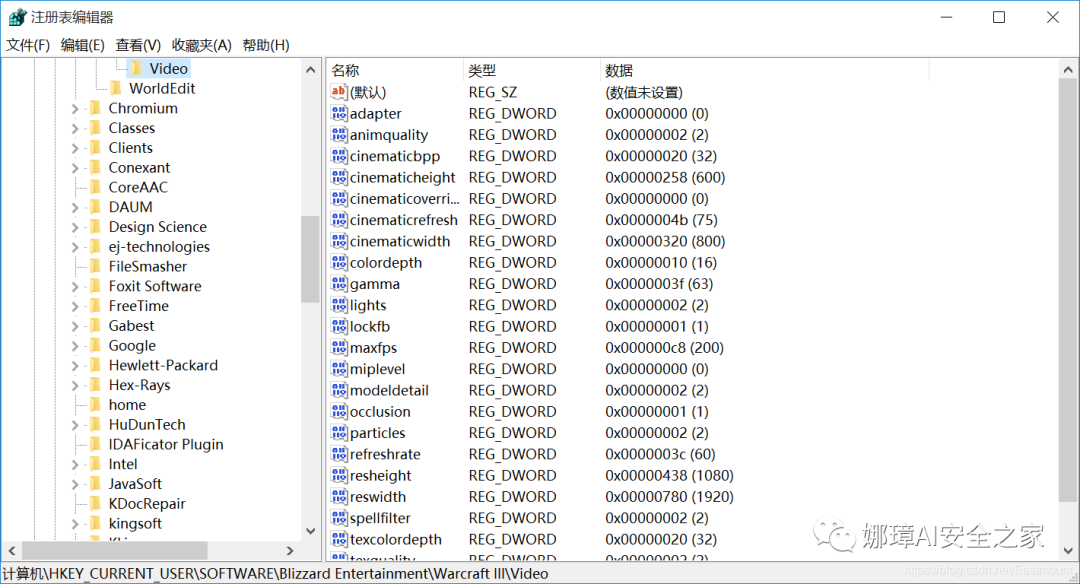 注册表编辑器
文件(F) 编辑(E) 查看(V) 收藏夹(A) 帮助(H)
Video
WorldEdit
Chromium
Classes
Clients
Conexant
CoreAAC
DAUM
Design Science
ej-technologies
FileSmasher
Foxit Software
FreeTime
Gabest
Google
Hewlett-Packard
Hex-Rays
home
HuDunTech
IDAFicator Plugin
Intel
JavaSoft
KDocRepair
kingsoft
名称 类型 数据
(默认) REG_SZ (数值未设置)
adapter REG_DWORD 0x00000000 (0)
animquality REG_DWORD 0x00000002 (2)
cinematicbpp REG_DWORD 0x00000020 (32)
cinematicheight REG_DWORD 0x00000258 (600)
cinematicoverri... REG_DWORD 0x00000000 (0)
cinematicrefresh REG_DWORD 0x0000004b (75)
cinematicwidth REG_DWORD 0x00000320 (800)
colordepth REG_DWORD 0x00000010 (16)
gamma REG_DWORD 0x0000003f (63)
lights REG_DWORD 0x00000002 (2)
lockfb REG_DWORD 0x00000001 (1)
maxfps REG_DWORD 0x000000c8 (200)
miplevel REG_DWORD 0x00000000 (0)
modeldetail REG_DWORD 0x00000002 (2)
occlusion REG_DWORD 0x00000001 (1)
particles REG_DWORD 0x00000002 (2)
refreshrate REG_DWORD 0x0000003c (60)
resheight REG_DWORD 0x00000438 (1080)
reswidth REG_DWORD 0x00000780 (1920)
spellfilter REG_DWORD 0x00000002 (2)
texcolordepth REG_DWORD 0x00000020 (32)
texquality REG_DWORD 0x00000002 (2)
娜璋AI安全之家
计算机\HKEY_CURRENT_USER\SOFTWARE\Blizzard Entertainment\Warcraft III\Video
https://blog.csdn.net/Eastmount